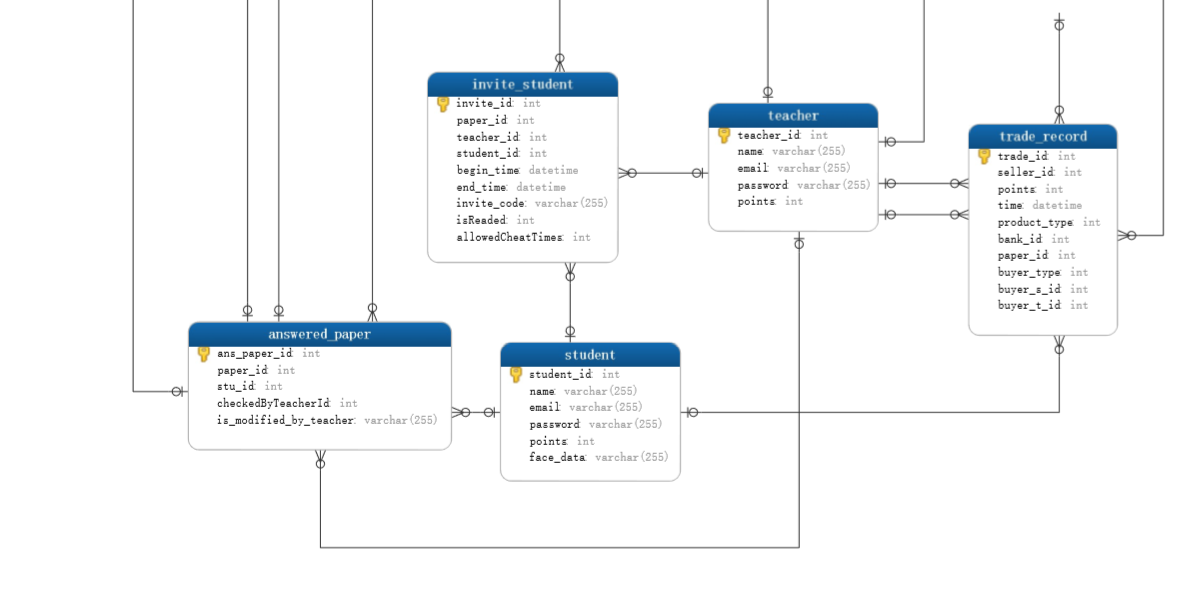 invite_student
invite_id: int
paper_id: int
teacher_id: int
student_id: int
begin_time: datetime
end_time: datetime
invite_code: varchar(255)
isReaded: int
allowedCheatTimes: int
teacher
teacher_id: int
name: varchar(255)
email: varchar(255)
password: varchar(255)
points: int
trade_record
trade_id: int
seller_id: int
points: int
time: datetime
product_type: int
bank_id: int
paper_id: int
buyer_type: int
buyer_s_id: int
buyer_t_id: int
answered_paper
ans_paper_id: int
paper_id: int
stu_id: int
checkedByTeacherId: int
is_modified_by_teacher: varchar(255)
student
student_id: int
name: varchar(255)
email: varchar(255)
password: varchar(255)
points: int
face_data: varchar(255)